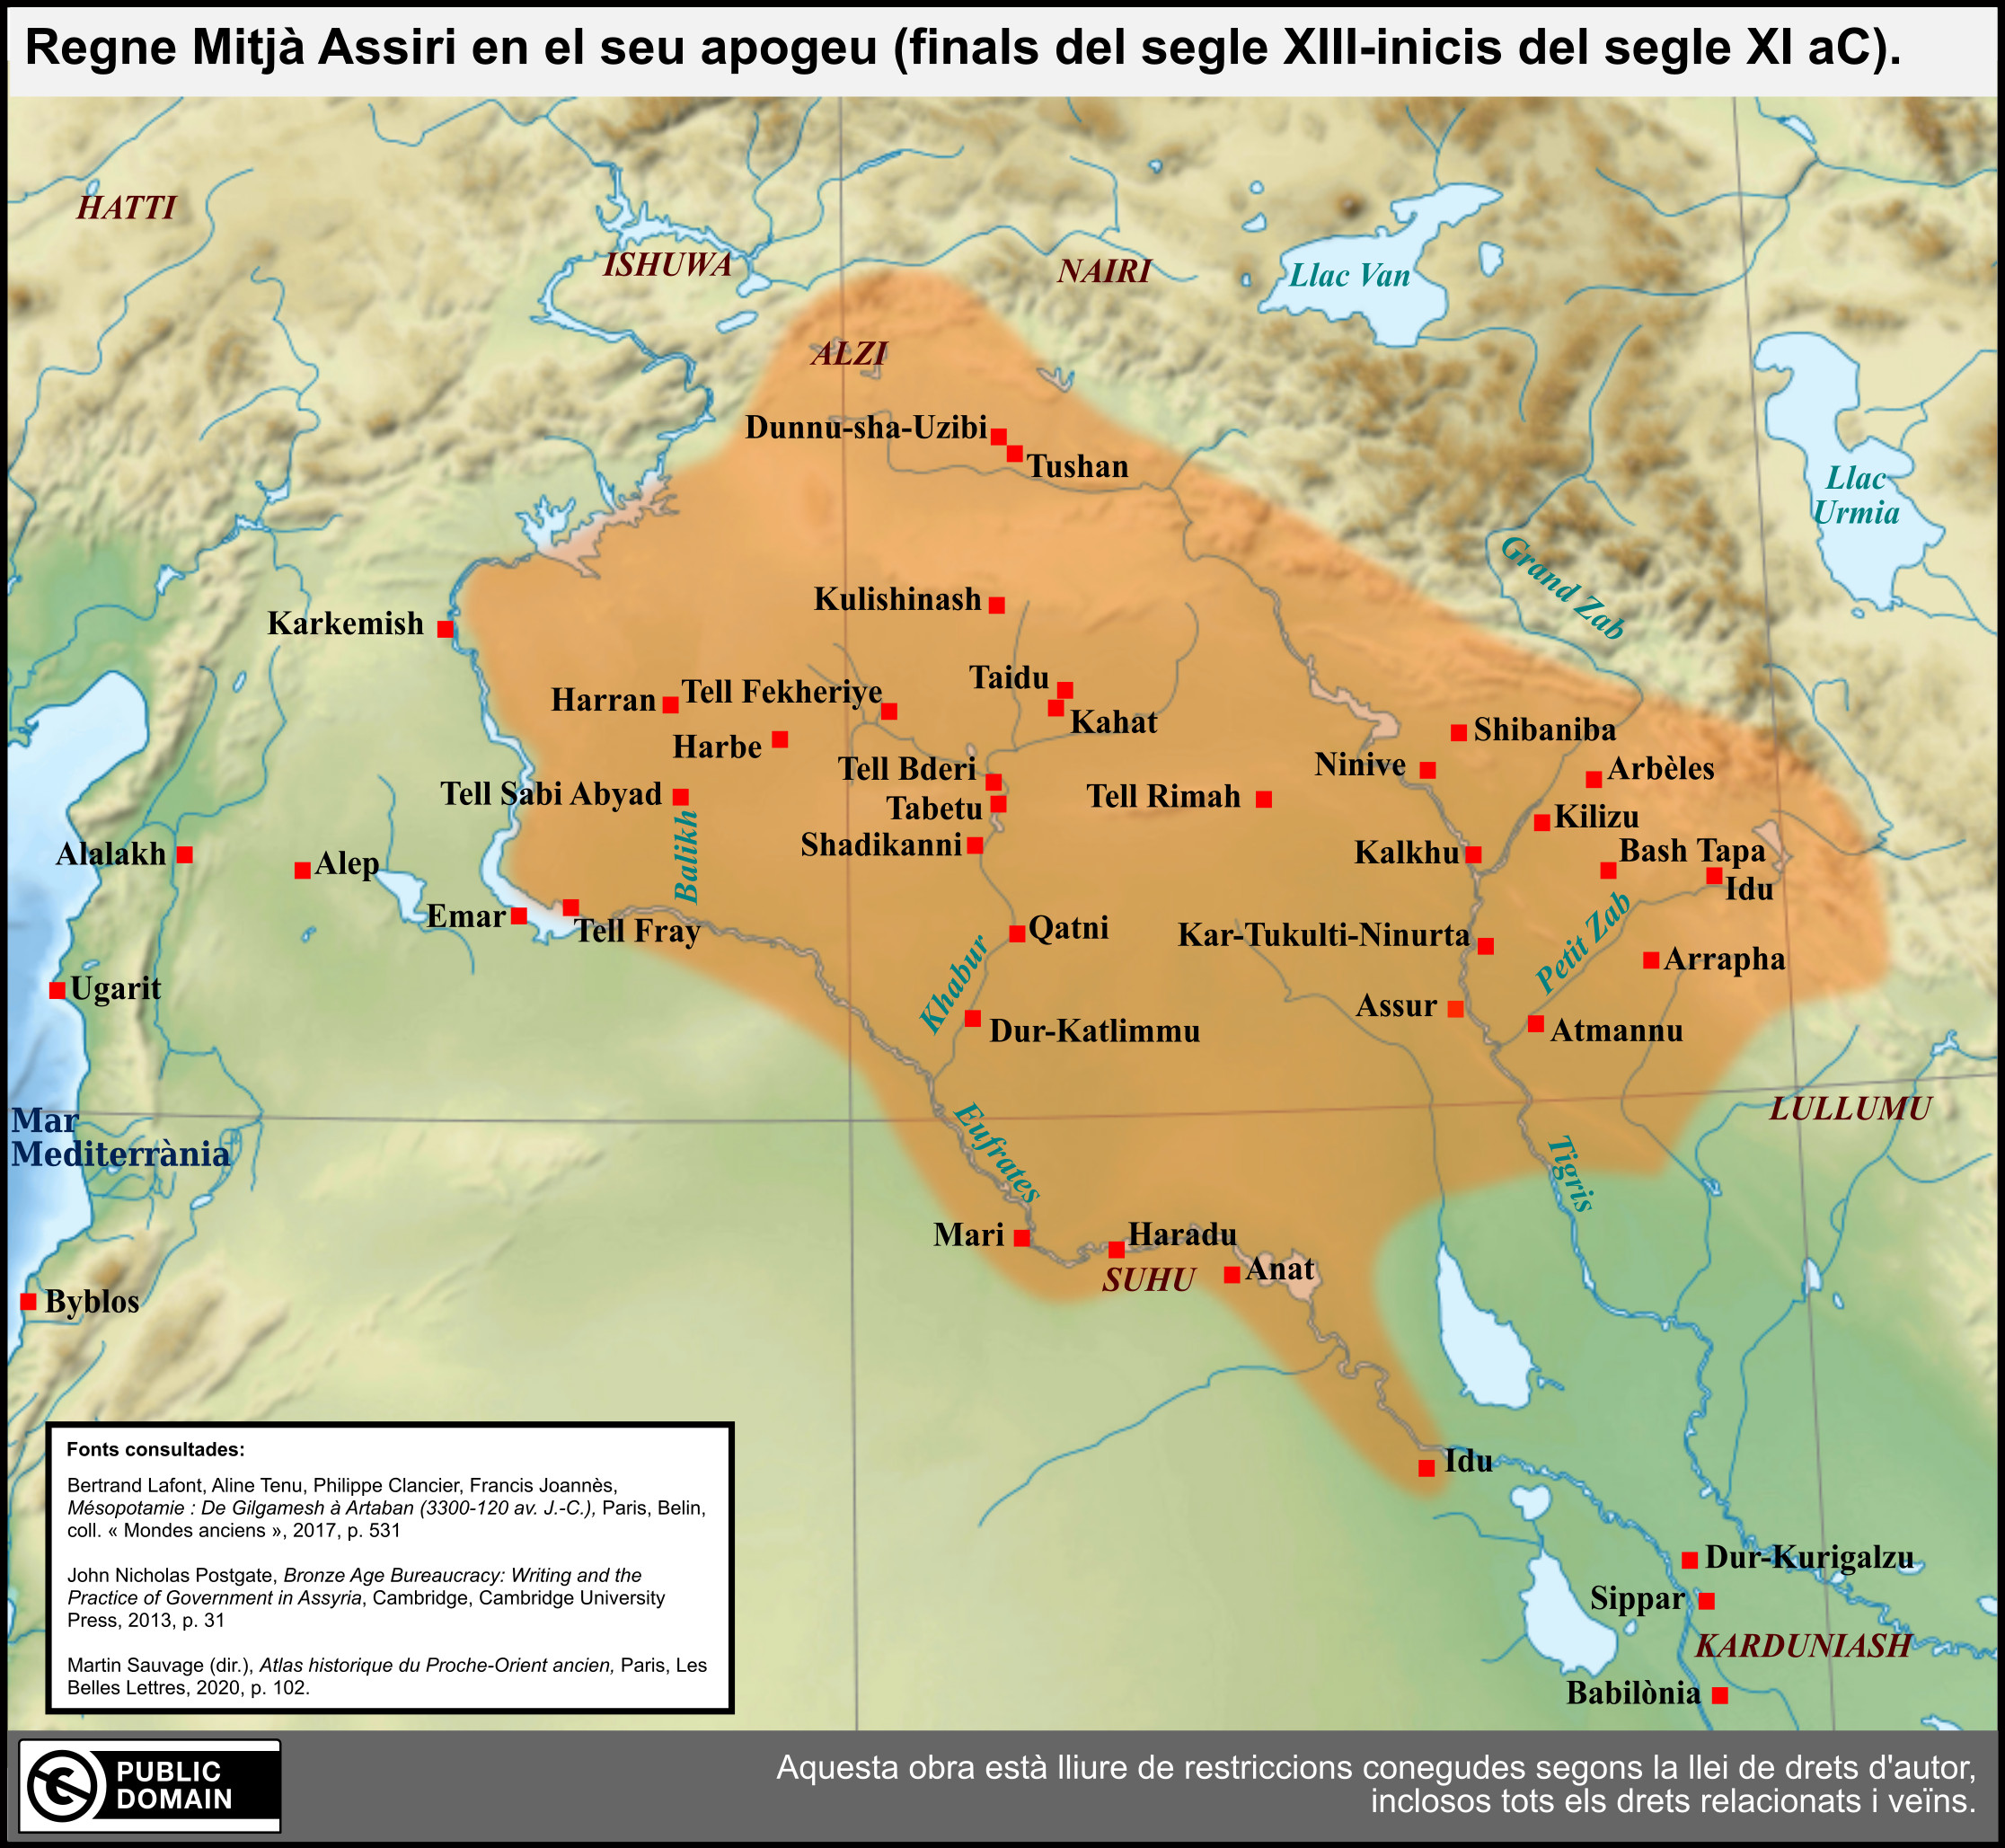 Regne Mitjà Assiri en el seu apogeu (finals del segle XIII-inicis del segle XI aC).
HATTI
ISHUWA
NAIRI
Llac Van
ALZI
Dunnu-sha-Uzibi
Tushan
Llac
Urmia
Grand Zab
Kulishinash
Karkemish
Taidu
Harran
Tell Fekheriye
Kahat
Harbe
Shibaniba
Ninive
Tell Bderi
Arbèles
Tell Sabi Abyad
Tabetu
Tell Rimah
Kilizu
Shadikanni
Balikh
Alalakh
Alep
Kalkhu
Bash Tapa
Idu
Emar
Tell Fray
Qatni
Kar-Tukulti-Ninurta
Petit Zab
Arrapha
Ugarit
Khabur
Assur
Dur-Katlimmu
Atmannu
Mar
Mediterrània
Eufrates
LULLUMU
Tigris
Mari
Haradu
SUHU
Anat
Byblos
Idu
Dur-Kurigalzu
Sippar
KARDUNIASH
Babilònia
Fonts consultades:
Bertrand Lafont, Aline Tenu, Philippe Clancier, Francis Joannès,
Mésopotamie : De Gilgamesh à Artaban (3300-120 av. J.-C.), Paris, Belin,
coll. « Mondes anciens », 2017, p. 531
John Nicholas Postgate, Bronze Age Bureaucracy: Writing and the
Practice of Government in Assyria, Cambridge, Cambridge University
Press, 2013, p. 31
Martin Sauvage (dir.), Atlas historique du Proche-Orient ancien, Paris, Les
Belles Lettres, 2020, p. 102.
PUBLIC
DOMAIN
Aquesta obra està lliure de restriccions conegudes segons la llei de drets d'autor,
inclosos tots els drets relacionats i veïns.